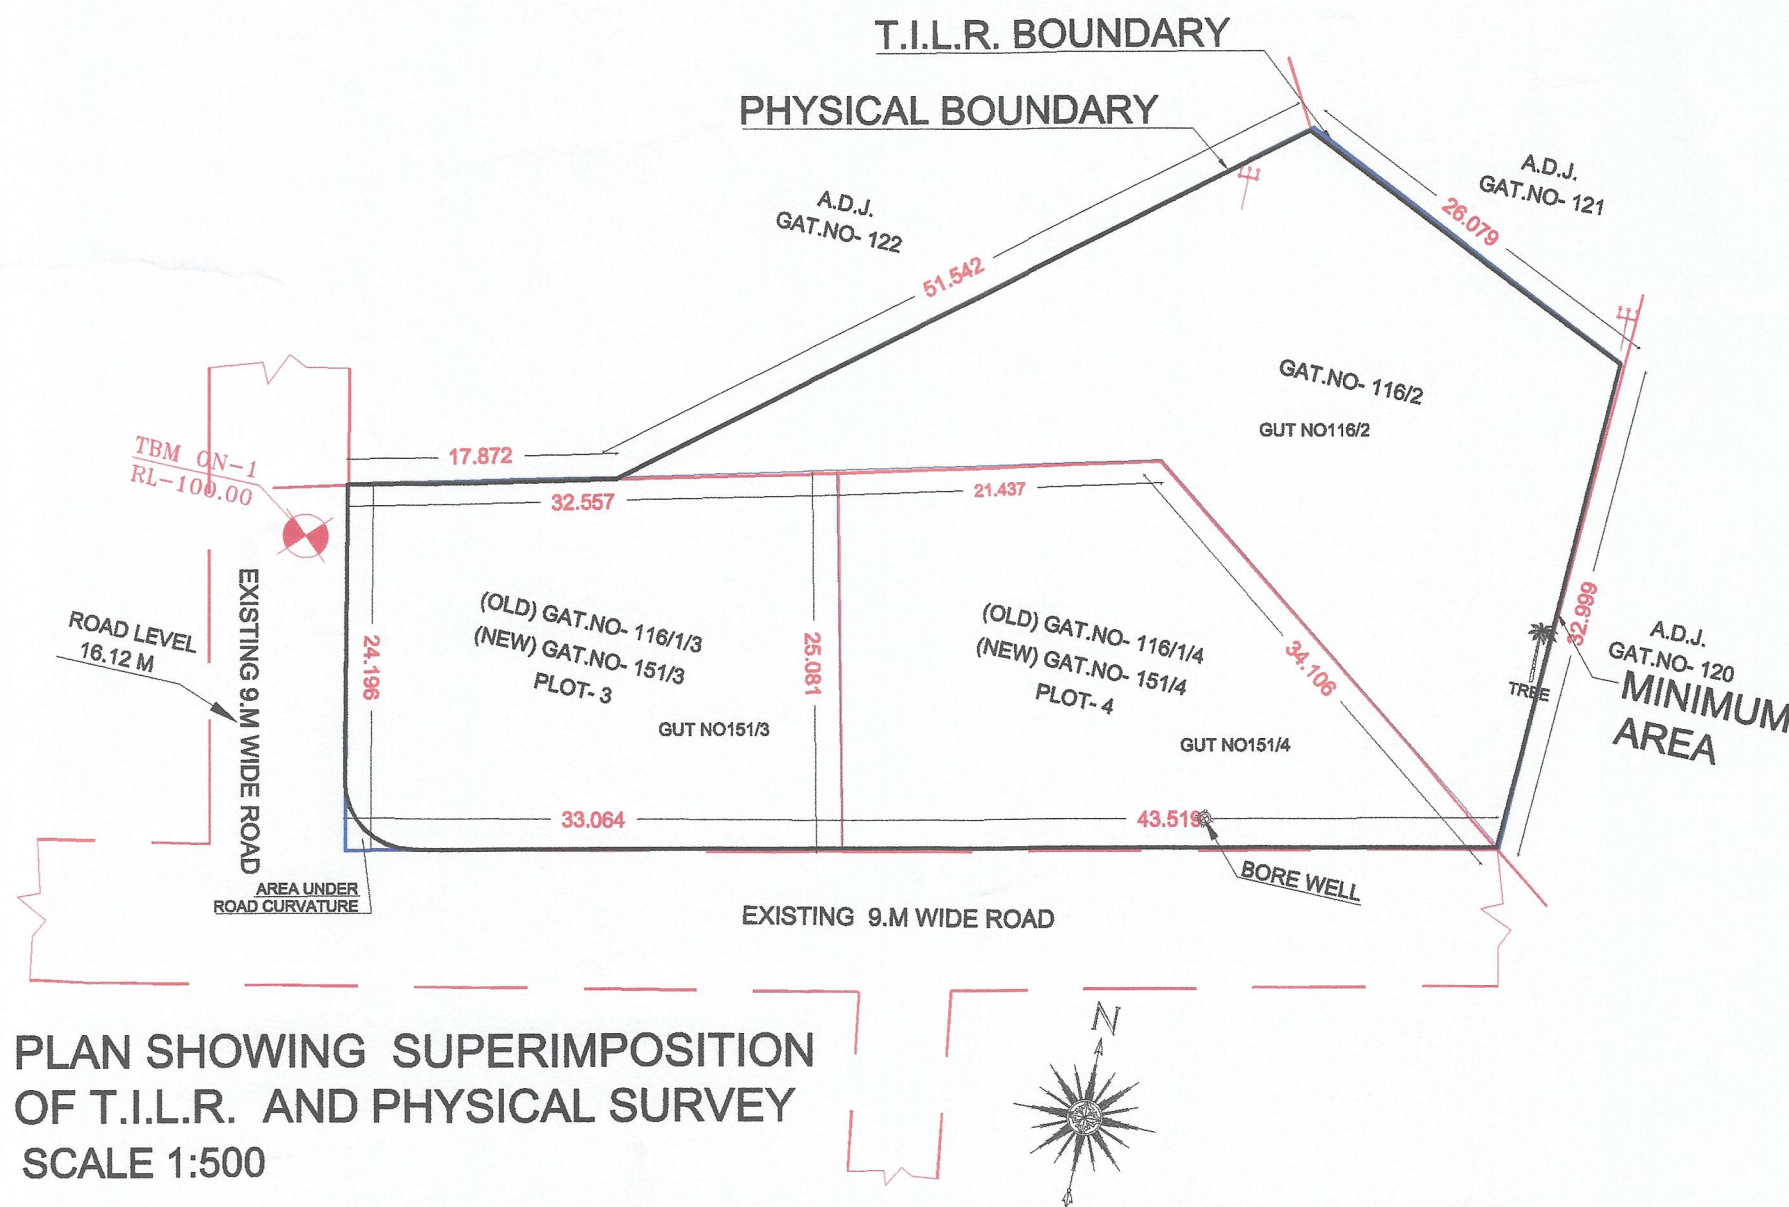 T.I.L.R. BOUNDARY
PHYSICAL BOUNDARY
A.D.J.
GAT.NO- 121
26.079
A.D.J.
GAT.NO- 122
51.542
GAT.NO- 116/2
GUT NO116/2
TBM ON-1
RL-100.00
17.872
32.557
21.437
EXISTING 9.M WIDE ROAD
ROAD LEVEL
16.12 M
24.196
(OLD) GAT.NO- 116/1/3
(NEW) GAT.NO- 151/3
PLOT- 3
GUT NO151/3
25.081
(OLD) GAT.NO- 116/1/4
(NEW) GAT.NO- 151/4
PLOT- 4
GUT NO151/4
34.106
32.999
A.D.J.
GAT.NO- 120
TREE
MINIMUM
AREA
33.064
43.519
BORE WELL
AREA UNDER
ROAD CURVATURE
EXISTING 9.M WIDE ROAD
N
PLAN SHOWING SUPERIMPOSITION
OF T.I.L.R. AND PHYSICAL SURVEY
SCALE 1:500